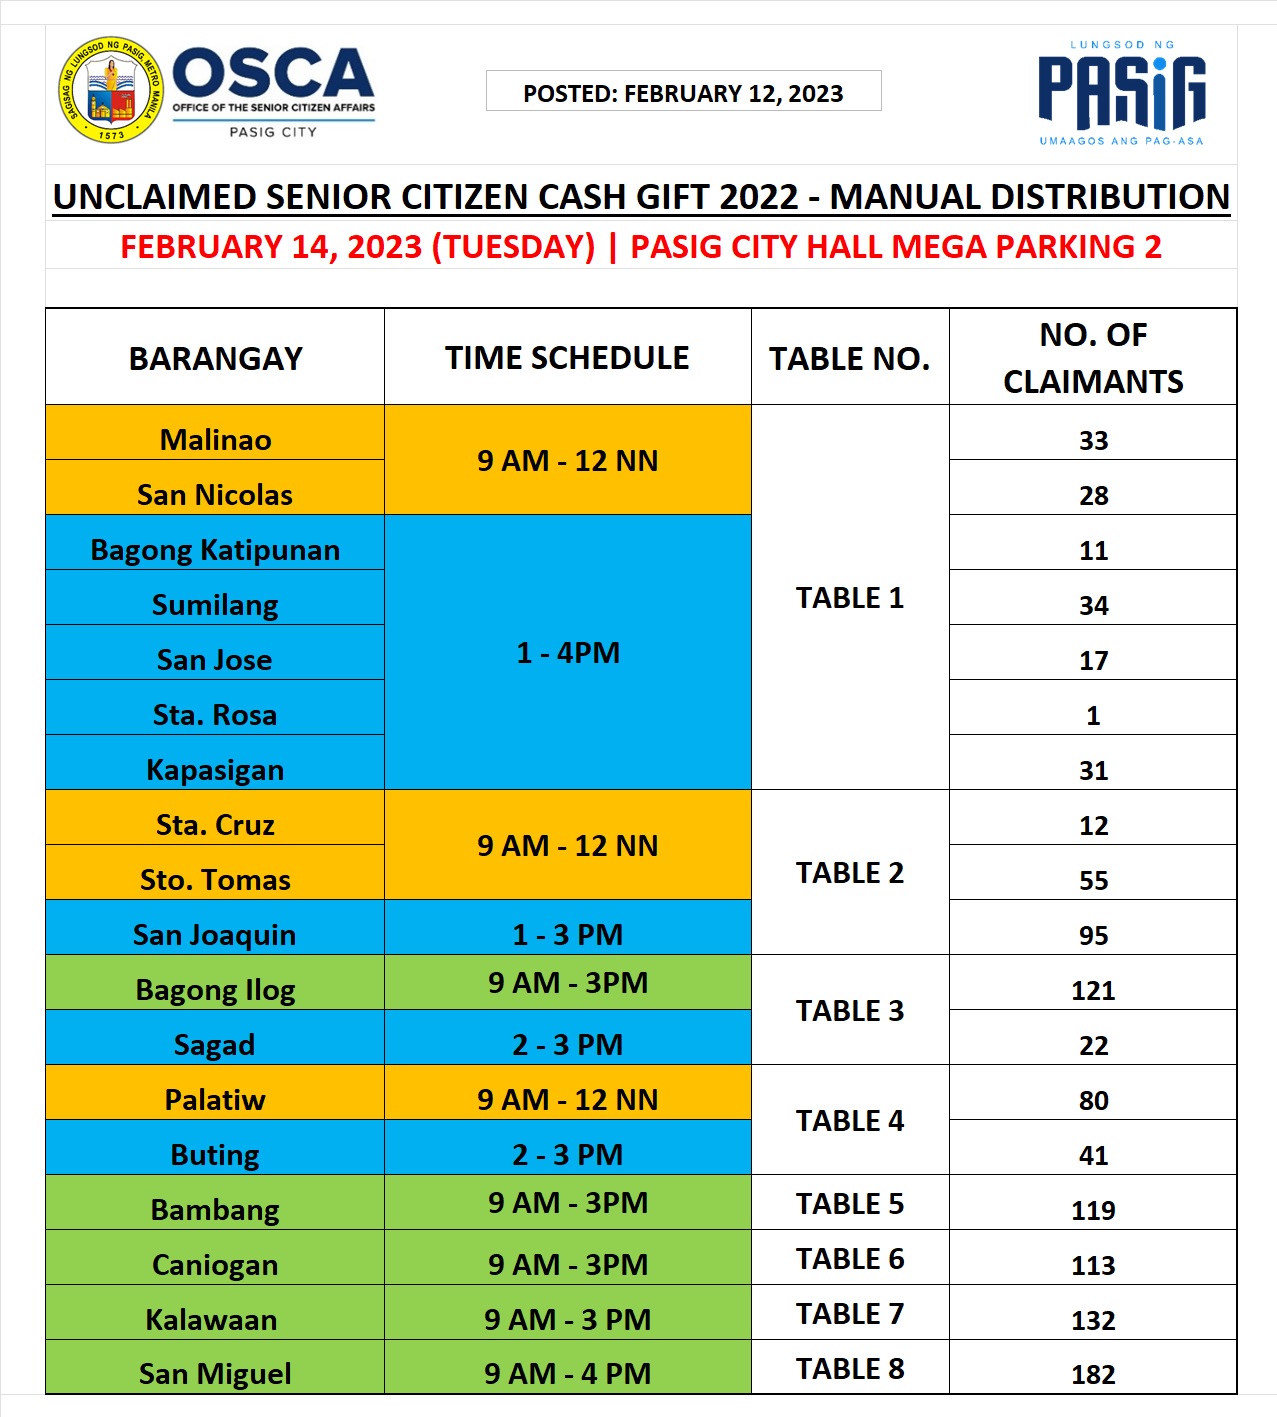 SAGISAG NG LUNGSOD NG PASIG, METRO MANILA
1573
OSCA
OFFICE OF THE SENIOR CITIZEN AFFAIRS
PASIG CITY
POSTED: FEBRUARY 12, 2023
LUNGSOD NG
PASiG
UMAAGOS ANG PAG-ASA
UNCLAIMED SENIOR CITIZEN CASH GIFT 2022 - MANUAL DISTRIBUTION
FEBRUARY 14, 2023 (TUESDAY) | PASIG CITY HALL MEGA PARKING 2
BARANGAY TIME SCHEDULE TABLE NO. NO. OF
CLAIMANTS
Malinao 33
9 AM - 12 NN
San Nicolas 28
Bagong Katipunan 11
TABLE 1
Sumilang 34
1 - 4PM
San Jose 17
Sta. Rosa 1
Kapasigan 31
Sta. Cruz 12
9 AM - 12 NN
TABLE 2
Sto. Tomas 55
San Joaquin 1 - 3 PM 95
Bagong Ilog 9 AM - 3PM 121
TABLE 3
Sagad 2 - 3 PM 22
Palatiw 9 AM - 12 NN 80
TABLE 4
Buting 2 - 3 PM 41
Bambang 9 AM - 3PM TABLE 5 119
Caniogan 9 AM - 3PM TABLE 6 113
Kalawaan 9 AM - 3 PM TABLE 7 132
San Miguel 9 AM - 4 PM TABLE 8 182